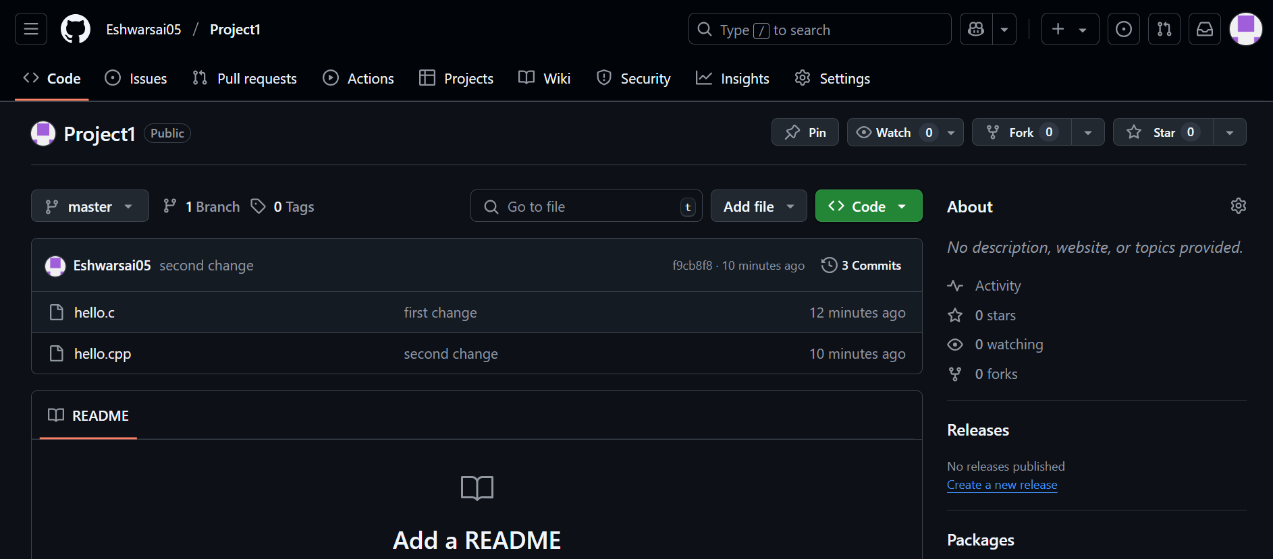 Eshwarsai05 / Project1
Type / to search
Code Issues Pull requests Actions Projects Wiki Security Insights Settings
Project1 Public
Pin Watch 0 Fork 0 Star 0
master 1 Branch 0 Tags Go to file t Add file Code
Eshwarsai05 second change f9cb8f8 · 10 minutes ago 3 Commits
hello.c first change 12 minutes ago
hello.cpp second change 10 minutes ago
README
Add a README
About
No description, website, or topics provided.
Activity
0 stars
0 watching
0 forks
Releases
No releases published
Create a new release
Packages